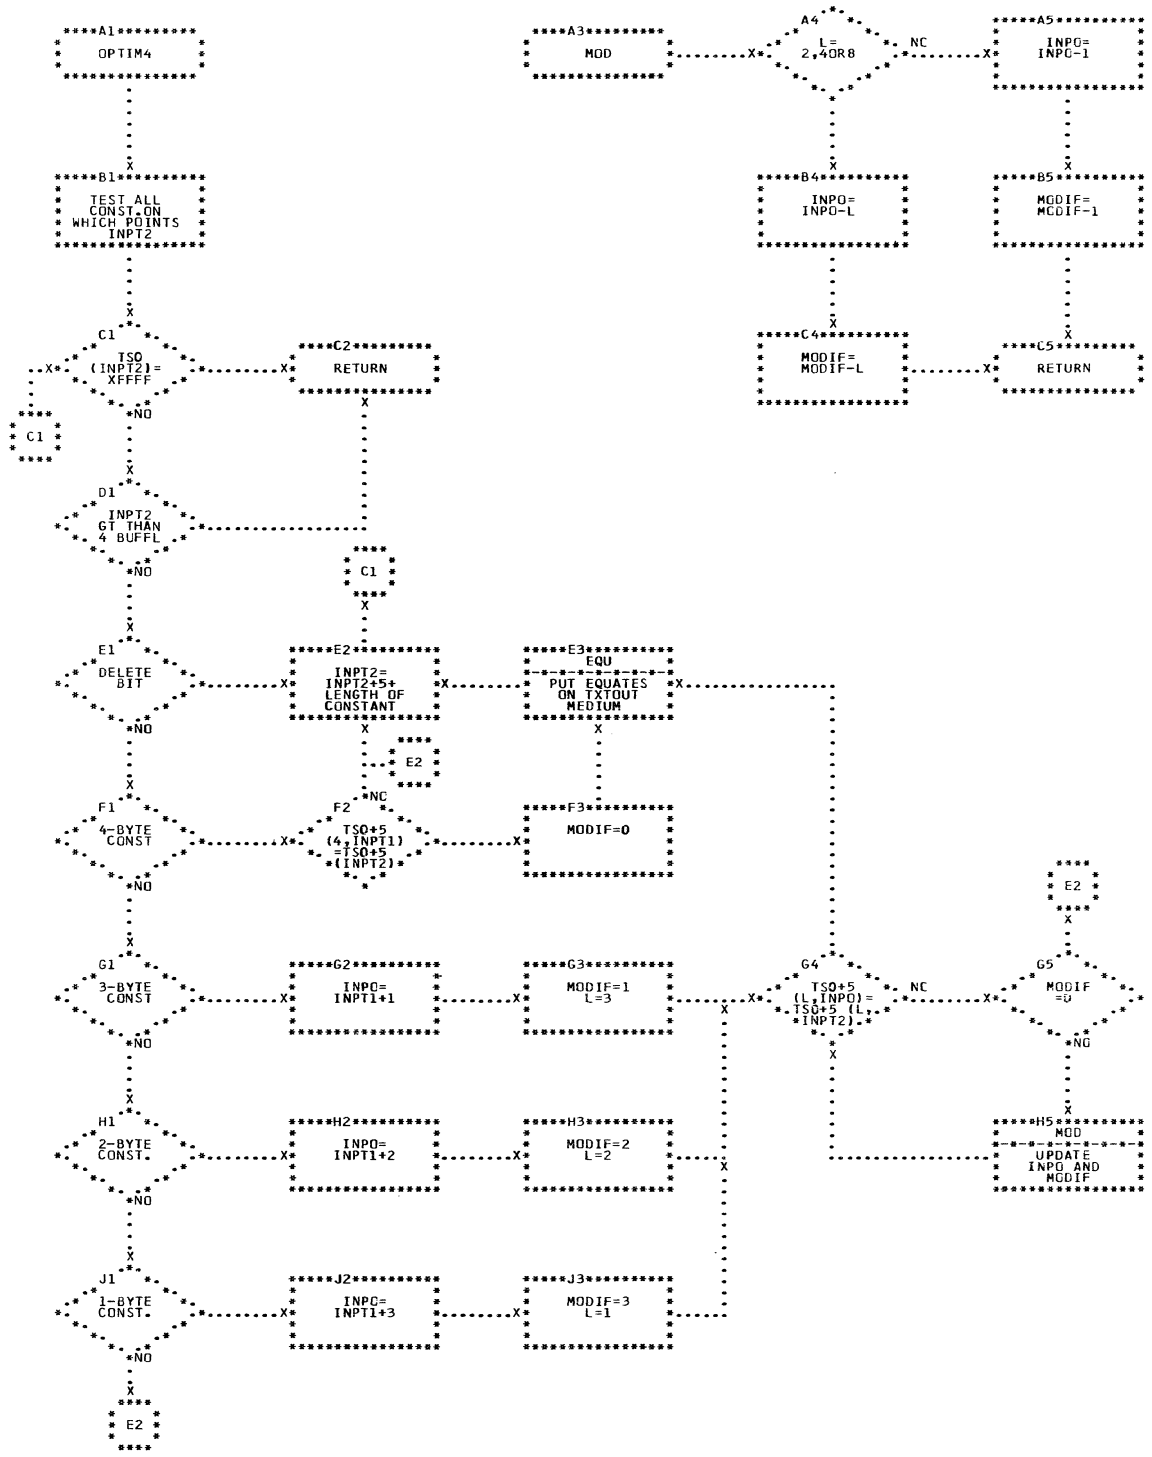 A1
OPTIM4
A3
MOD
A4
L=
2,4OR8
NC
A5
INPO=
INPO-1
B1
TEST ALL
CONST.ON
WHICH POINTS
INPT2
B4
INPO=
INPO-L
B5
MODIF=
MODIF-1
C1
TSO
(INPT2)=
XFFFF
NO
C2
RETURN
C4
MODIF=
MODIF-L
C5
RETURN
C1
D1
INPT2
GT THAN
4 BUFFL
NO
C1
E1
DELETE
BIT
NO
E2
INPT2=
INPT2+5+
LENGTH OF
CONSTANT
E3
EQU
PUT EQUATES
ON TXTOUT
MEDIUM
E2
F1
4-BYTE
CONST
NO
NC
F2
TSO+5
(4,INPT1)
=TSO+5
(INPT2)
F3
MODIF=0
E2
G1
3-BYTE
CONST
NO
G2
INPO=
INPT1+1
G3
MODIF=1
L=3
G4
TSO+5
(L,INPO)=
TSO+5 (L,
INPT2)
NC
G5
MODIF
=0
NO
H1
2-BYTE
CONST.
NO
H2
INPO=
INPT1+2
H3
MODIF=2
L=2
H5
MOD
UPDATE
INPO AND
MODIF
J1
1-BYTE
CONST.
NO
J2
INPO=
INPT1+3
J3
MODIF=3
L=1
E2